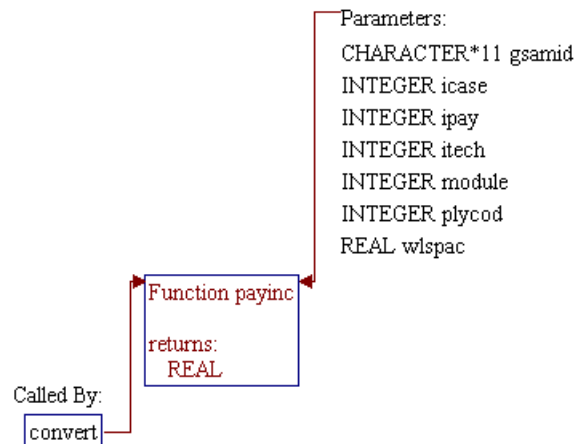 Parameters:
CHARACTER*11 gsamid
INTEGER icase
INTEGER ipay
INTEGER itech
INTEGER module
INTEGER plycod
REAL wlspac
Function payinc
returns:
REAL
Called By:
convert